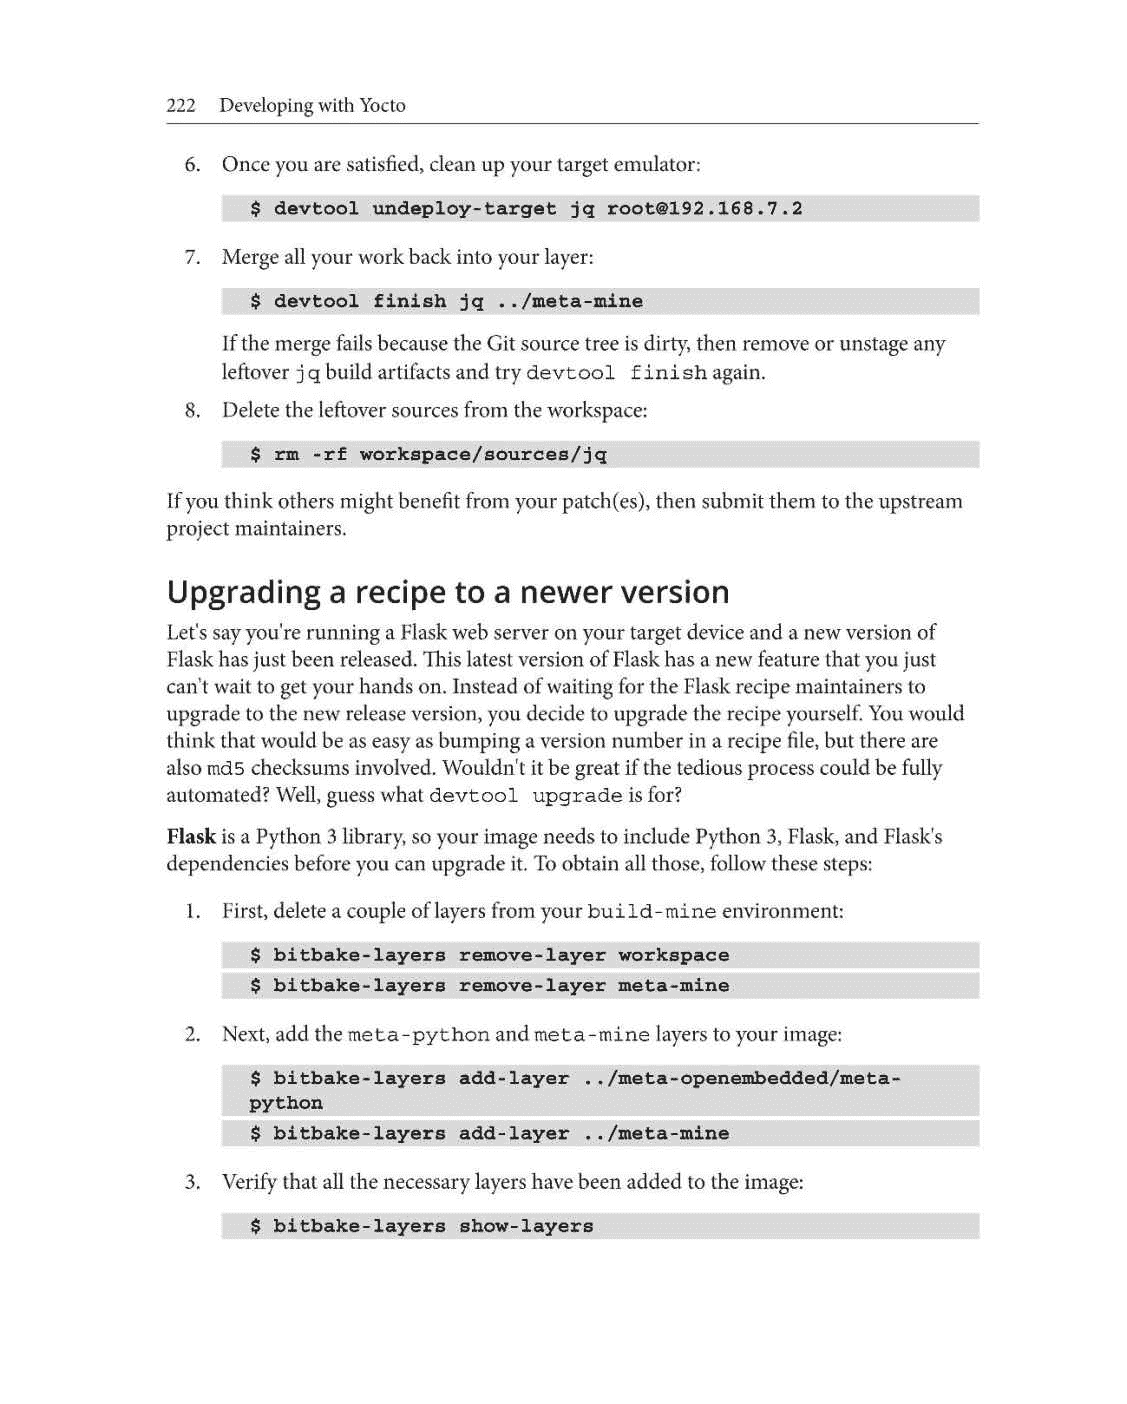 222 Developing with Yocto
6. Once you are satisfied, clean up your target emulator:
$ devtool undeploy-target jq root@192.168.7.2
7. Merge all your work back into your layer:
$ devtool finish jq ../meta-mine
If the merge fails because the Git source tree is dirty, then remove or unstage any
leftover jq build artifacts and try devtool finish again.
8. Delete the leftover sources from the workspace:
$ rm -rf workspace/sources/jq
If you think others might benefit from your patch(es), then submit them to the upstream
project maintainers.
Upgrading a recipe to a newer version
Let's say you're running a Flask web server on your target device and a new version of
Flask has just been released. This latest version of Flask has a new feature that you just
can't wait to get your hands on. Instead of waiting for the Flask recipe maintainers to
upgrade to the new release version, you decide to upgrade the recipe yourself. You would
think that would be as easy as bumping a version number in a recipe file, but there are
also md5 checksums involved. Wouldn't it be great if the tedious process could be fully
automated? Well, guess what devtool upgrade is for?
Flask is a Python 3 library, so your image needs to include Python 3, Flask, and Flask's
dependencies before you can upgrade it. To obtain all those, follow these steps:
1. First, delete a couple of layers from your build-mine environment:
$ bitbake-layers remove-layer workspace
$ bitbake-layers remove-layer meta-mine
2. Next, add the meta-python and meta-mine layers to your image:
$ bitbake-layers add-layer ../meta-openembedded/meta-
python
$ bitbake-layers add-layer ../meta-mine
3. Verify that all the necessary layers have been added to the image:
$ bitbake-layers show-layers